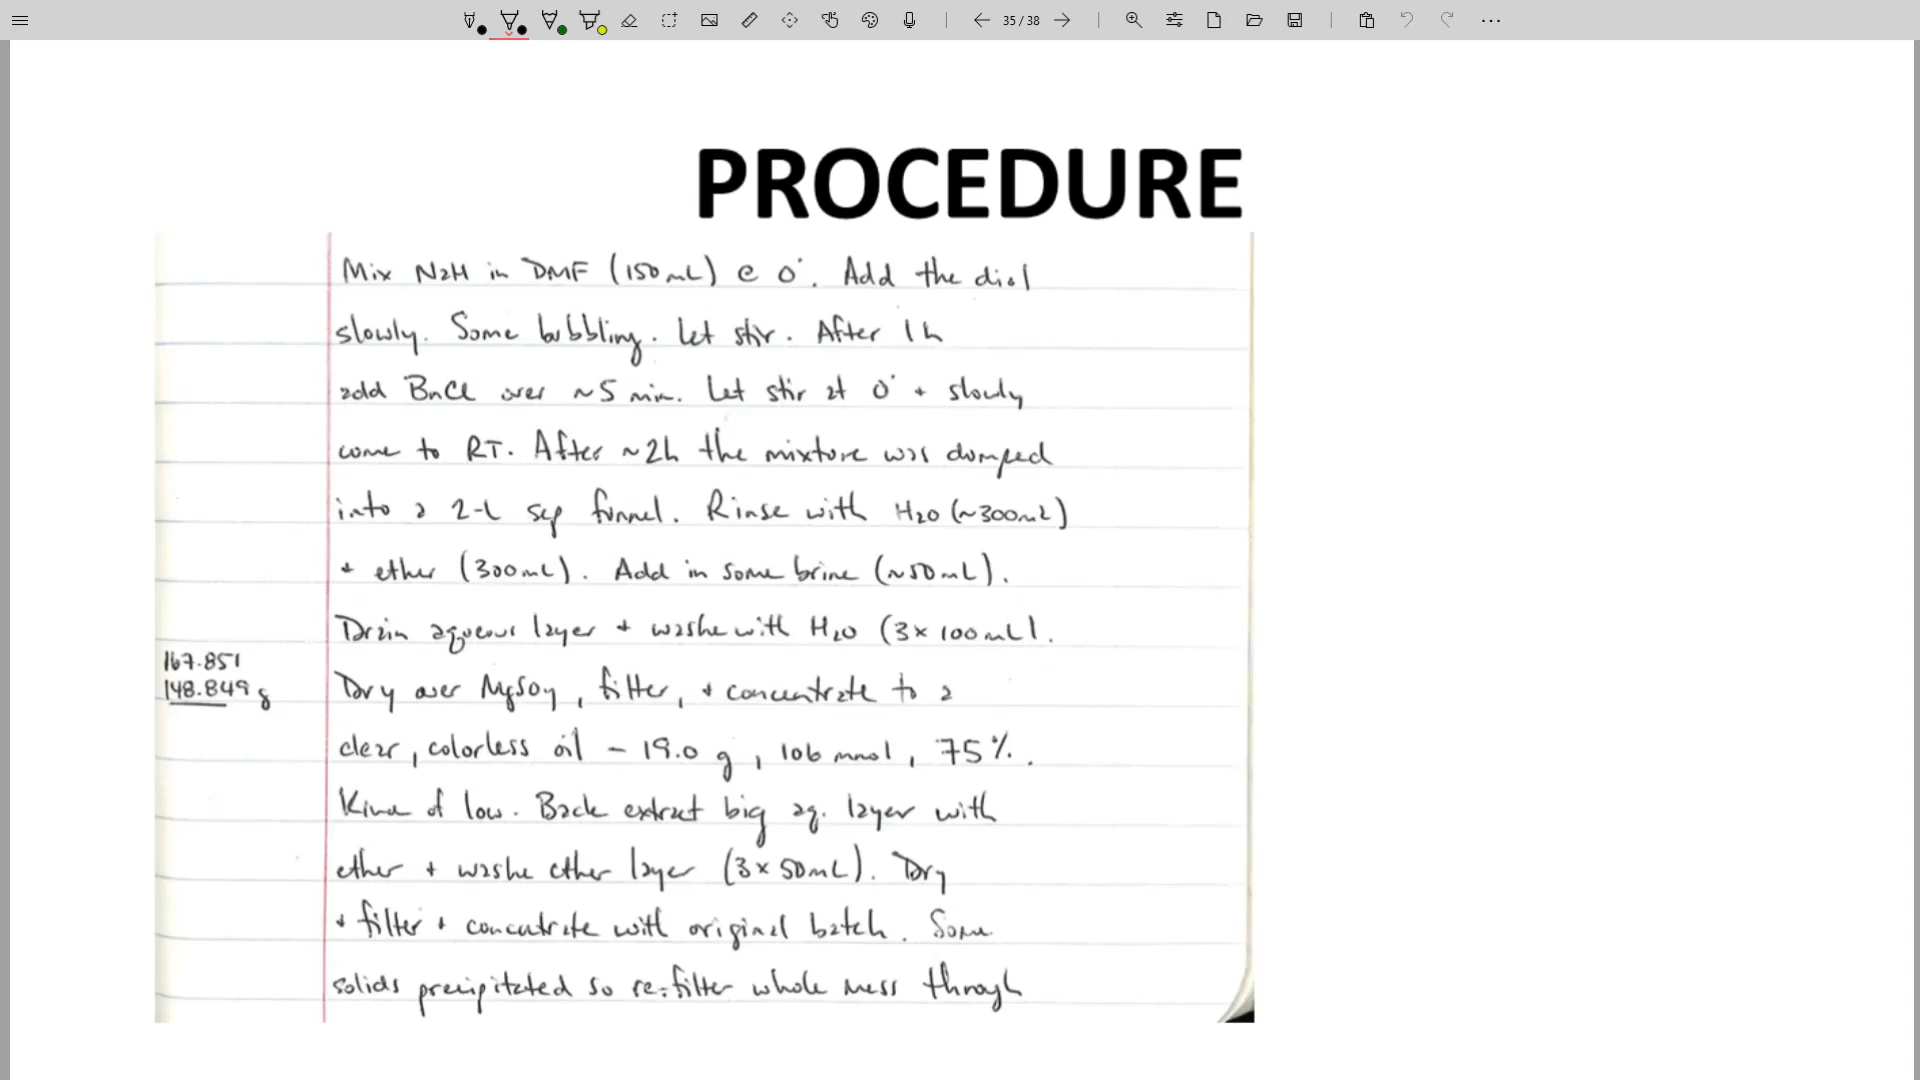 35 / 38
PROCEDURE
Mix NaH in DMF (150 mL) @ 0°. Add the diol
slowly. Some bubbling. Let stir. After 1 h
add BnCl over ~5 min. Let stir at 0° + slowly
come to RT. After ~2h the mixture was dumped
into a 2-L sep funnel. Rinse with H2O (~300mL)
+ ether (300mL). Add in some brine (~50mL).
Drain aqueous layer + washe with H2O (3 x 100mL).
167.851
148.849 g
Dry over MgSO4, filter, + concentrate to a
clear, colorless oil - 19.0 g, 106 mmol, 75%.
Kind of low. Back extract big aq. layer with
ether + washe ether layer (3 x 50mL). Dry
+ filter + concentrate with original batch. Some
solids precipitated so re-filter whole mess through